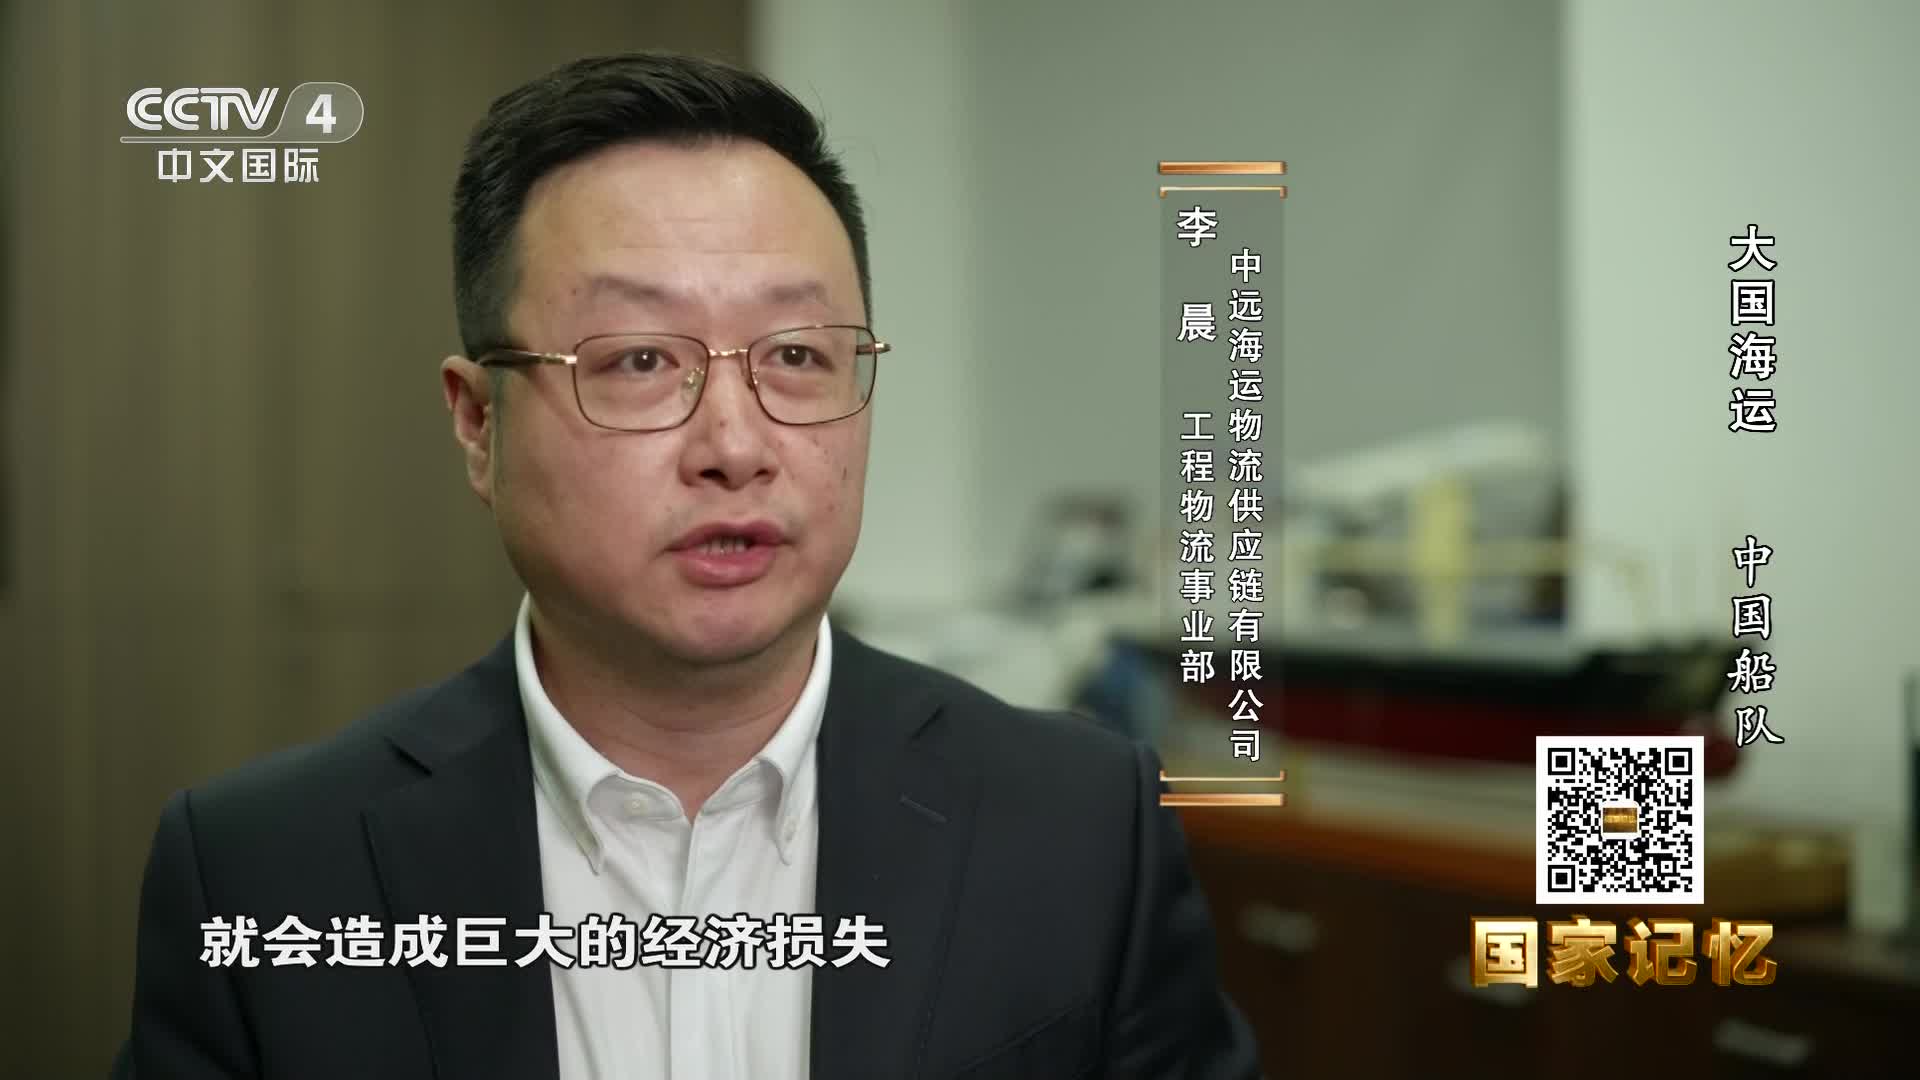 CCTV 4
中文国际
李 晨
中远海运物流供应链有限公司
工程物流事业部
大国海运
中国船队
就会造成巨大的经济损失
国家记忆